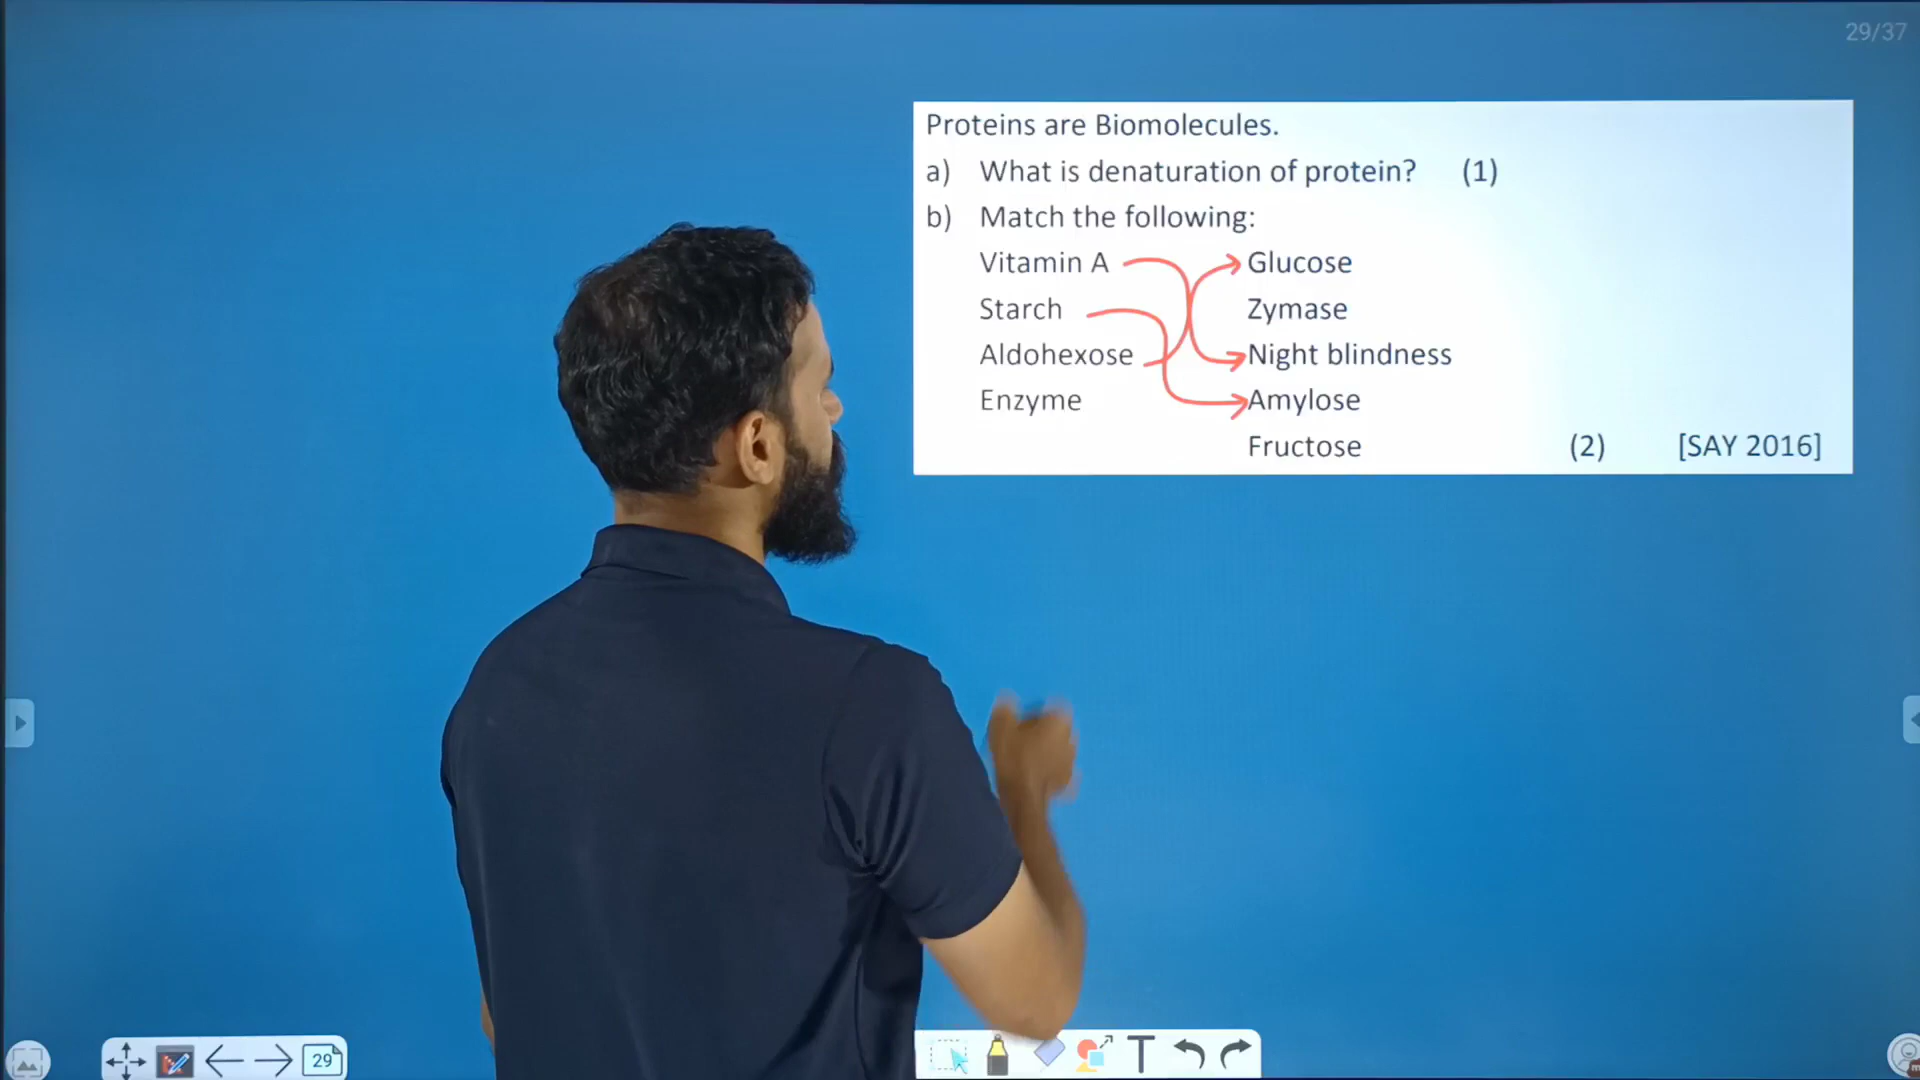 29/37
Proteins are Biomolecules.
a) What is denaturation of protein? (1)
b) Match the following:
Vitamin A Glucose
Starch Zymase
Aldohexose Night blindness
Enzyme Amylose
Fructose (2) [SAY 2016]
29
T